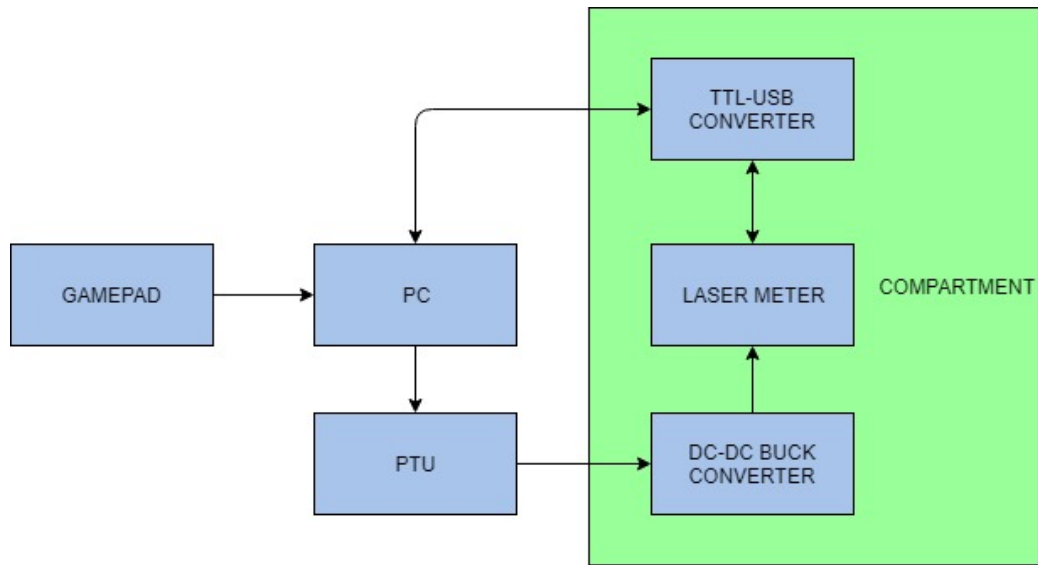 TTL-USB
CONVERTER
GAMEPAD
PC
LASER METER
COMPARTMENT
PTU
DC-DC BUCK
CONVERTER